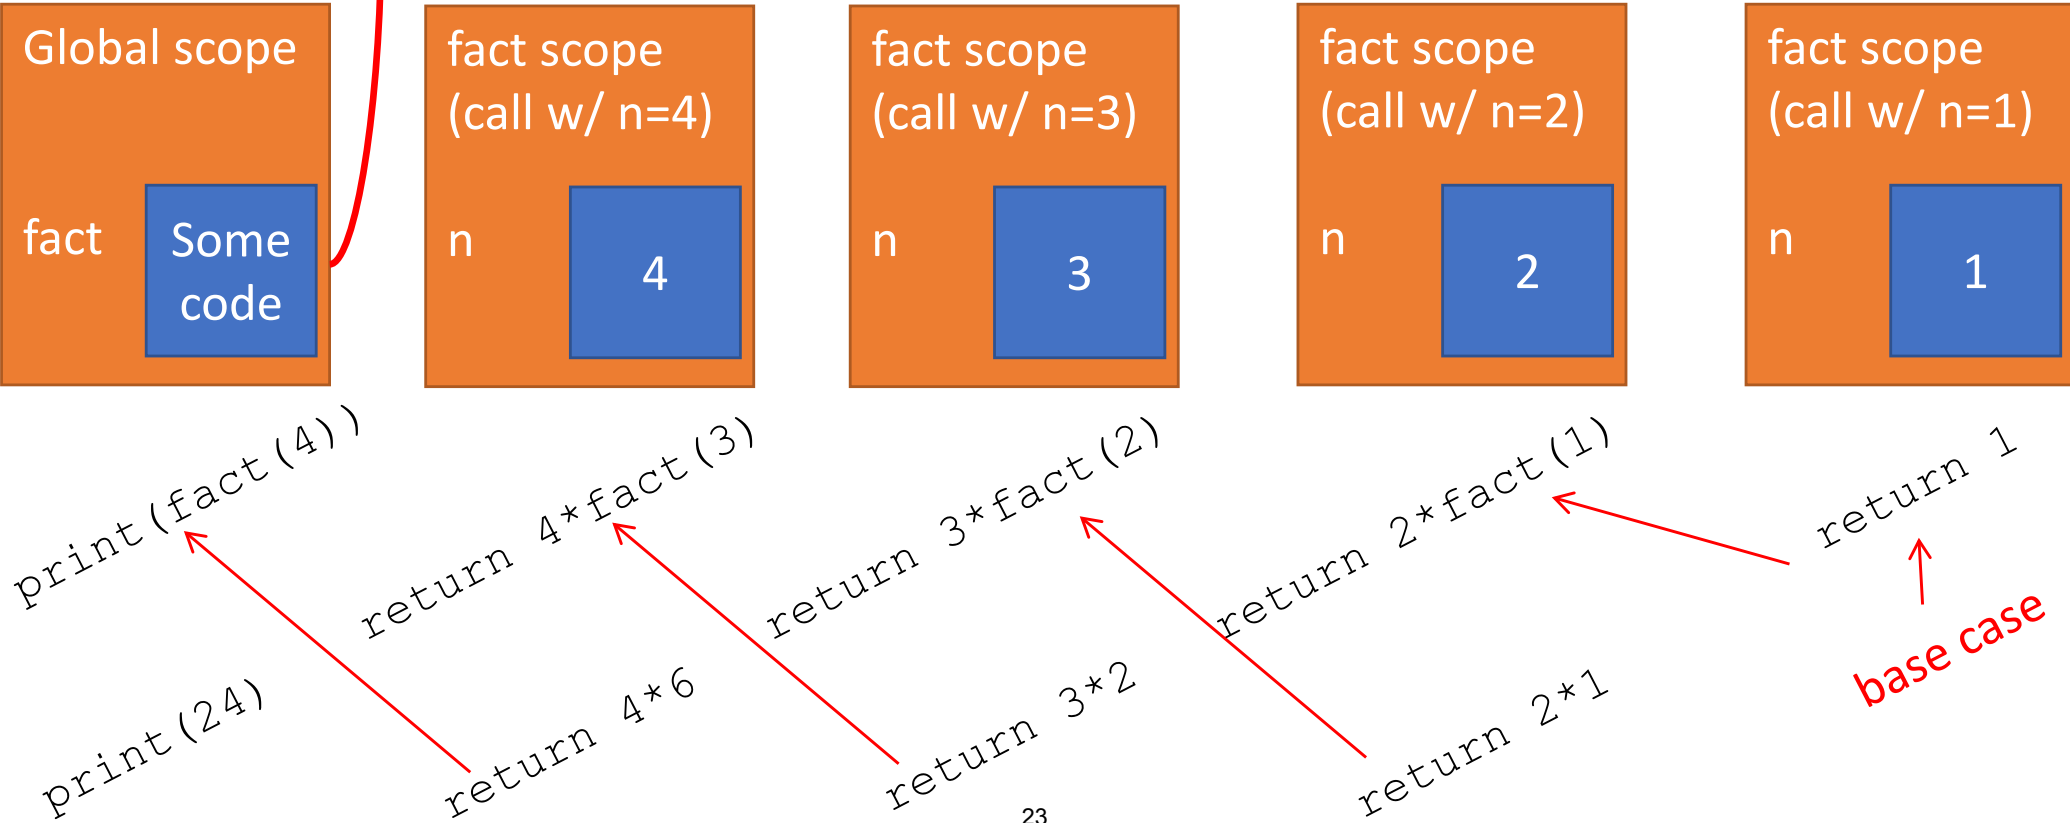 Global scope
fact
Some
code
fact scope
(call w/ n=4)
n
4
fact scope
(call w/ n=3)
n
3
fact scope
(call w/ n=2)
n
2
fact scope
(call w/ n=1)
n
1
print(fact(4))
return 4*fact(3)
return 3*fact(2)
return 2*fact(1)
return 1
base case
print(24)
return 4*6
return 3*2
return 2*1
23